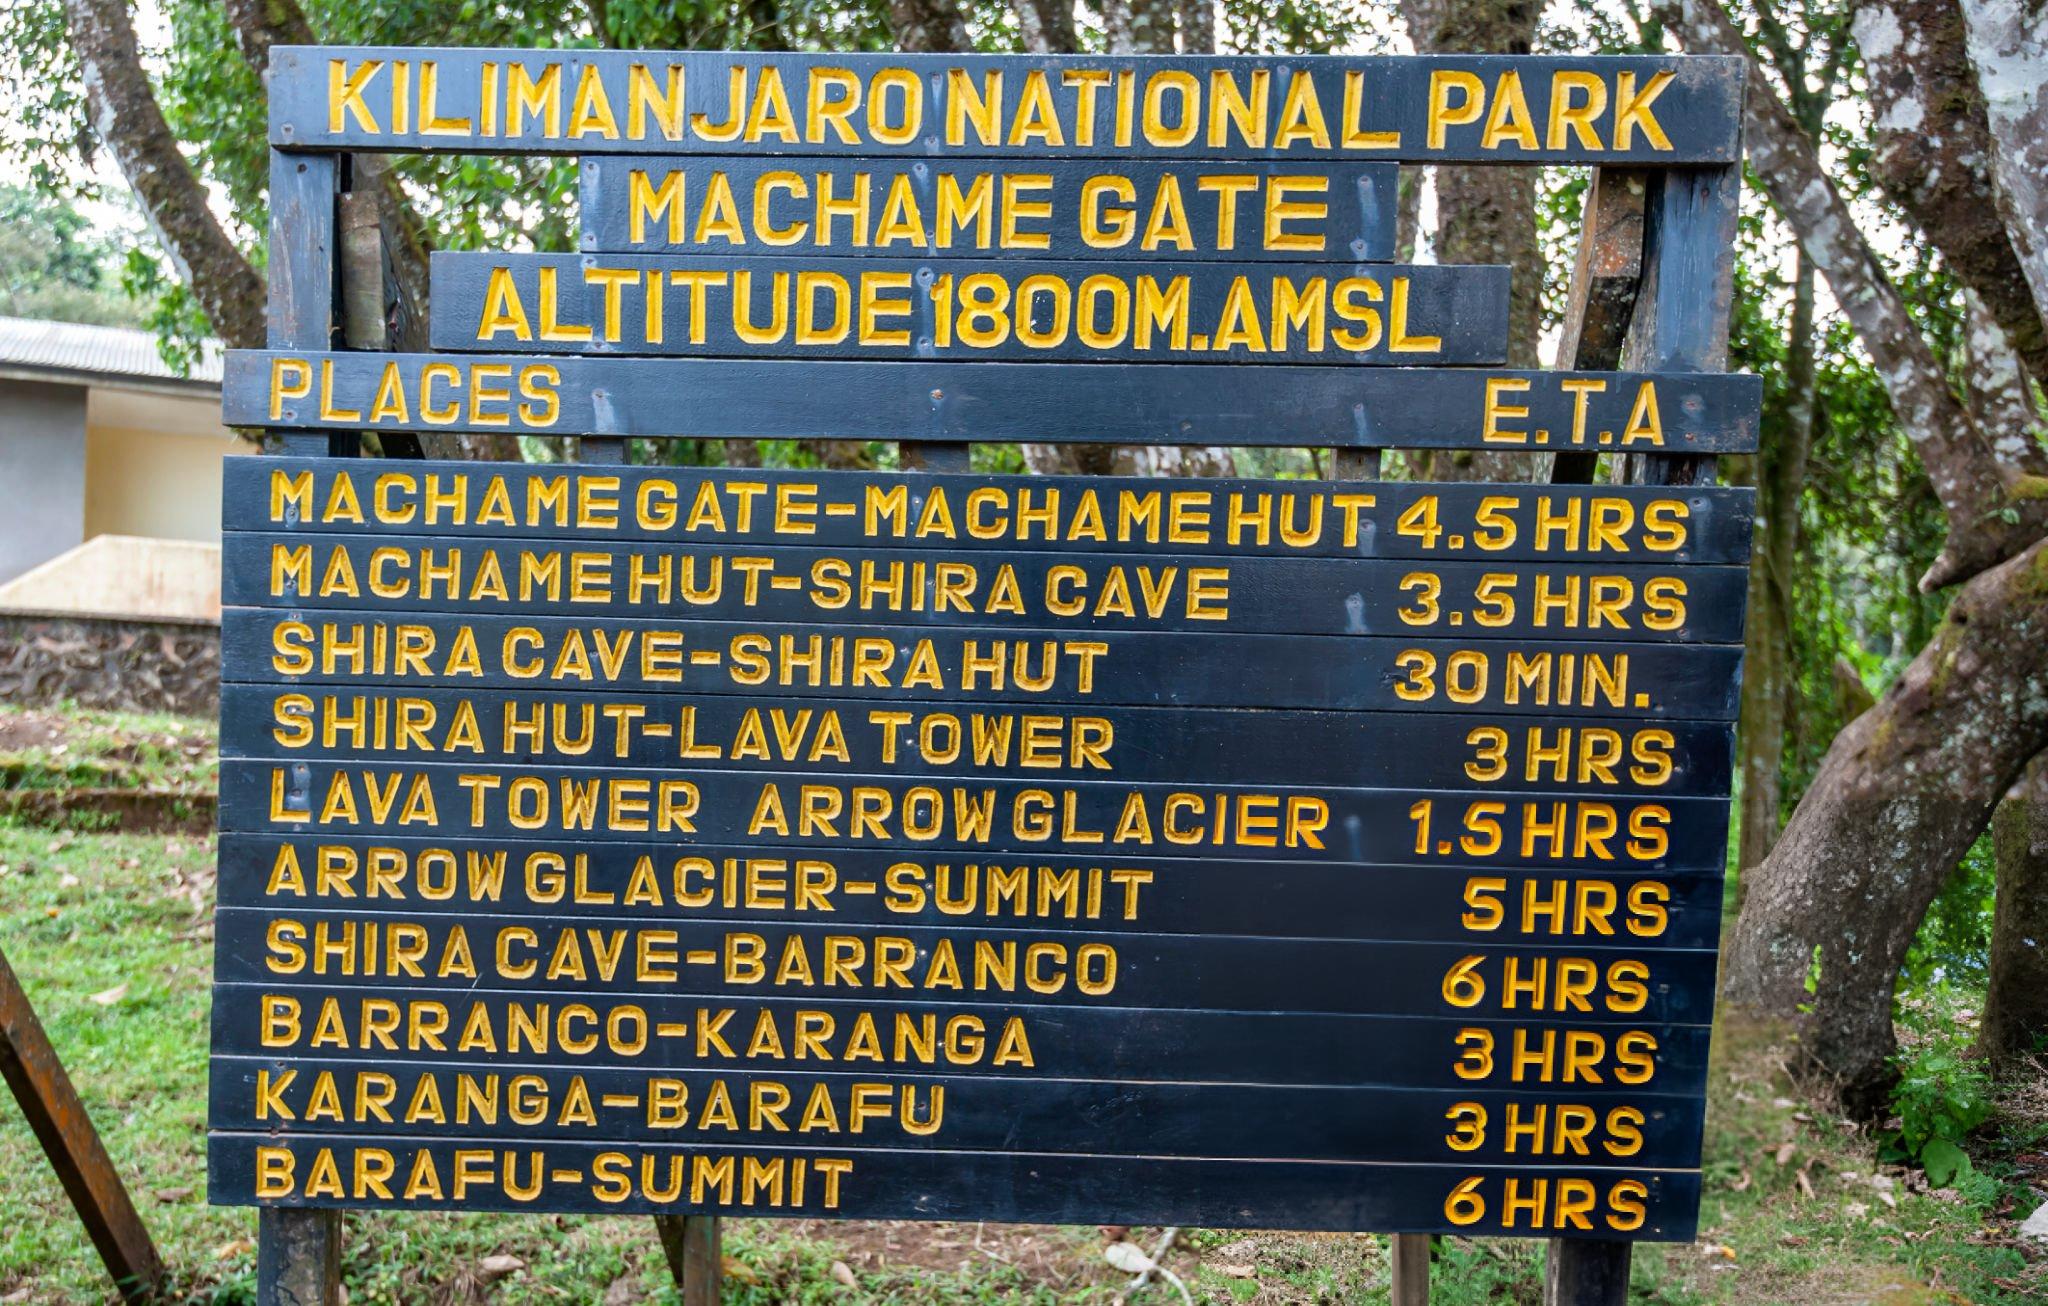 KILIMANJARO NATIONAL PARK
MACHAME GATE
ALTITUDE 1800M.AMSL
PLACES E.T.A
MACHAME GATE-MACHAME HUT 4.5 HRS
MACHAME HUT-SHIRA CAVE 3.5 HRS
SHIRA CAVE-SHIRA HUT 30 MIN.
SHIRA HUT-LAVA TOWER 3 HRS
LAVA TOWER ARROW GLACIER 1.5 HRS
ARROW GLACIER-SUMMIT 5 HRS
SHIRA CAVE-BARRANCO 6 HRS
BARRANCO-KARANGA 3 HRS
KARANGA-BARAFU 3 HRS
BARAFU-SUMMIT 6 HRS